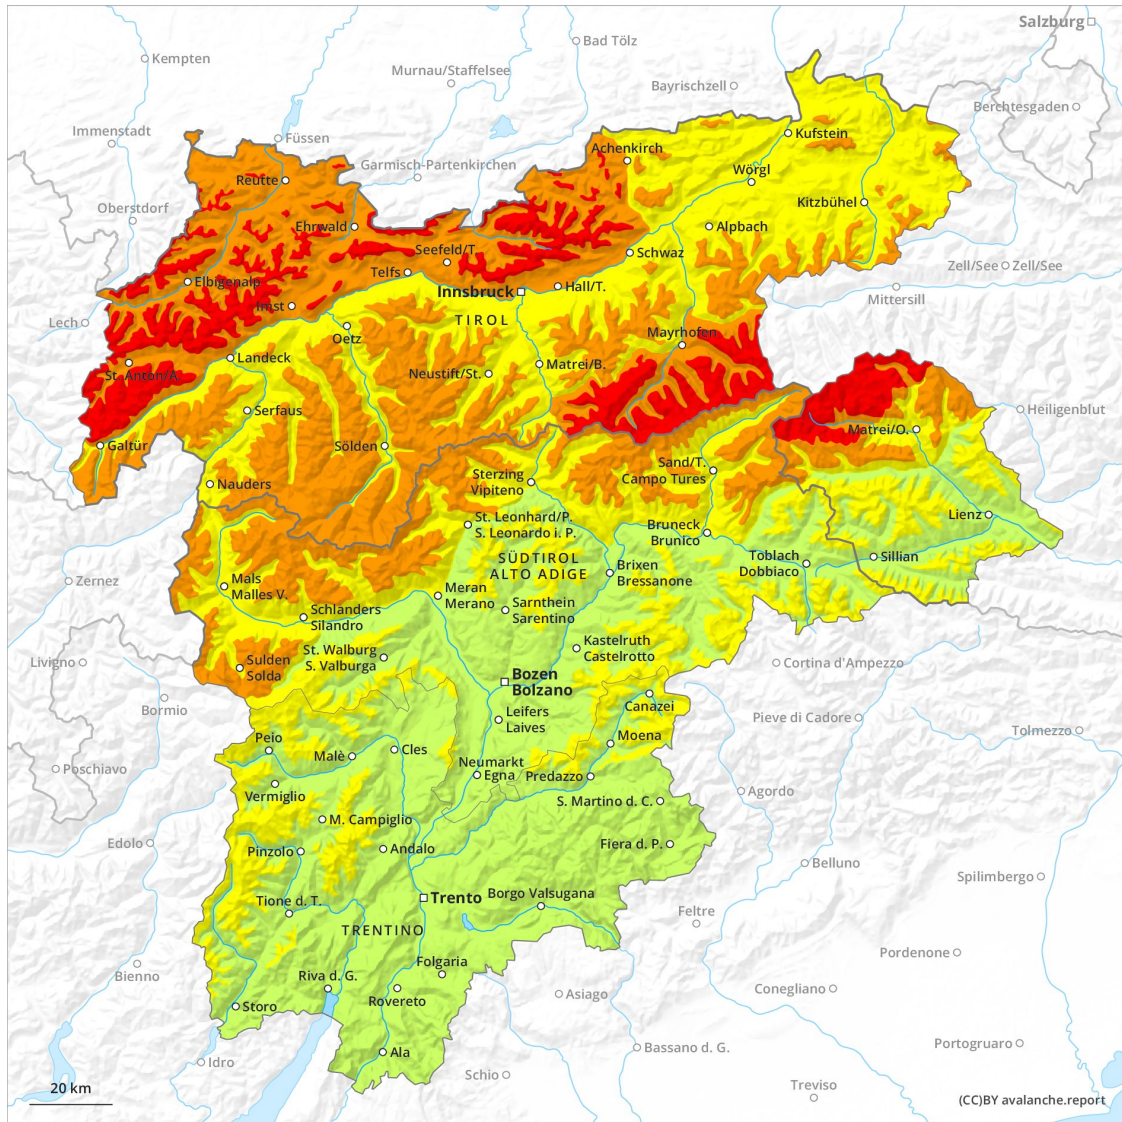 Salzburg
Bad Tölz
Kempten
Murnau/Staffelsee
Bayrischzell
Berchtesgaden
Immenstadt
Füssen
Kufstein
Achenkirch
Garmisch-Partenkirchen
Wörgl
Reutte
Oberstdorf
Kitzbühel
Ehrwald
Alpbach
Seefeld/T.
Schwaz
Telfs
Zell/See
Zell/See
Elbigenalp
Innsbruck
Hall/T.
Mittersill
Imst
TIROL
Lech
Mayrhofen
Oetz
Landeck
Matrei/B.
St. Anton/A.
Neustift/St.
Serfaus
Heiligenblut
Matrei/O.
Galtür
Sölden
Sand/T.
Campo Tures
Sterzing
Vipiteno
Nauders
St. Leonhard/P.
S. Leonardo i. P.
Lienz
Bruneck
Brunico
SÜDTIROL
ALTO ADIGE
Toblach
Dobbiaco
Sillian
Brixen
Bressanone
Zernez
Mals
Malles V.
Meran
Merano
Sarnthein
Sarentino
Schlanders
Silandro
Kastelruth
Castelrotto
St. Walburg
S. Valburga
Livigno
Sulden
Solda
Cortina d'Ampezzo
Bozen
Bolzano
Canazei
Bormio
Leifers
Laives
Pieve di Cadore
Tolmezzo
Peio
Moena
Malè
Cles
Neumarkt
Egna
Predazzo
Poschiavo
Vermiglio
Agordo
S. Martino d. C.
M. Campiglio
Edolo
Pinzolo
Andalo
Fiera d. P.
Belluno
Spilimbergo
Trento
Borgo Valsugana
Tione d. T.
Feltre
TRENTINO
Pordenone
Folgaria
Bienno
Riva d. G.
Rovereto
Asiago
Conegliano
Storo
Portogruaro
Ala
Bassano d. G.
Idro
Schio
Treviso
20 km
(CC)BY avalanche.report